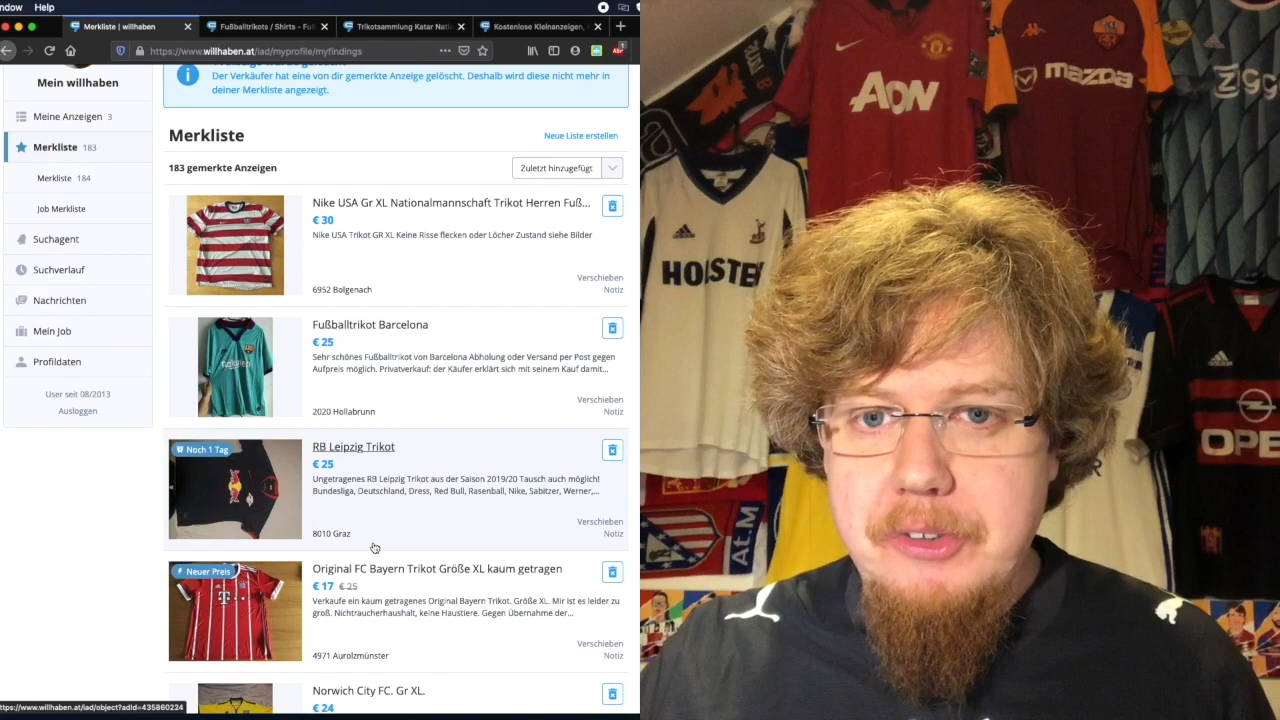 ndow Help
Merkliste | willhaben
Fußballtrikots / Shirts - Fuß
Trikotsammlung Katar Nati
Kostenlose Kleinanzeigen,
https://www.willhaben.at/iad/myprofile/myfindings
Mein willhaben
Meine Anzeigen 3
Merkliste 183
Merkliste 184
Job Merkliste
Suchagent
Suchverlauf
Nachrichten
Mein Job
Profildaten
User seit 08/2013
Ausloggen
Der Verkäufer hat eine von dir gemerkte Anzeige gelöscht. Deshalb wird diese nicht mehr in
deiner Merkliste angezeigt.
Merkliste
Neue Liste erstellen
183 gemerkte Anzeigen
Zuletzt hinzugefügt
Nike USA Gr XL Nationalmannschaft Trikot Herren Fuß...
€ 30
Nike USA Trikot GR XL Keine Risse flecken oder Löcher Zustand siehe Bilder
Verschieben
6952 Bolgenach
Notiz
Fußballtrikot Barcelona
€ 25
Sehr schönes Fußballtrikot von Barcelona Abholung oder Versand per Post gegen
Aufpreis möglich. Privatverkauf: der Käufer erklärt sich mit seinem Kauf damit...
Verschieben
2020 Hollabrunn
Notiz
Noch 1 Tag
RB Leipzig Trikot
€ 25
Ungetragenes RB Leipzig Trikot aus der Saison 2019/20 Tausch auch möglich!
Bundesliga, Deutschland, Dress, Red Bull, Rasenball, Nike, Sabitzer, Werner,...
Verschieben
8010 Graz
Notiz
Neuer Preis
Original FC Bayern Trikot Größe XL kaum getragen
€ 17 € 25
Verkaufe ein kaum getragenes Original Bayern Trikot. Größe XL. Mir ist es leider zu
groß. Nichtraucherhaushalt, keine Haustiere. Gegen Übernahme der...
Verschieben
4971 Aurolzmünster
Notiz
Norwich City FC. Gr XL.
€ 24
ttps://www.willhaben.at/iad/object?adId=435860224
AON
mazda
HOLSTE
OPE
At.M